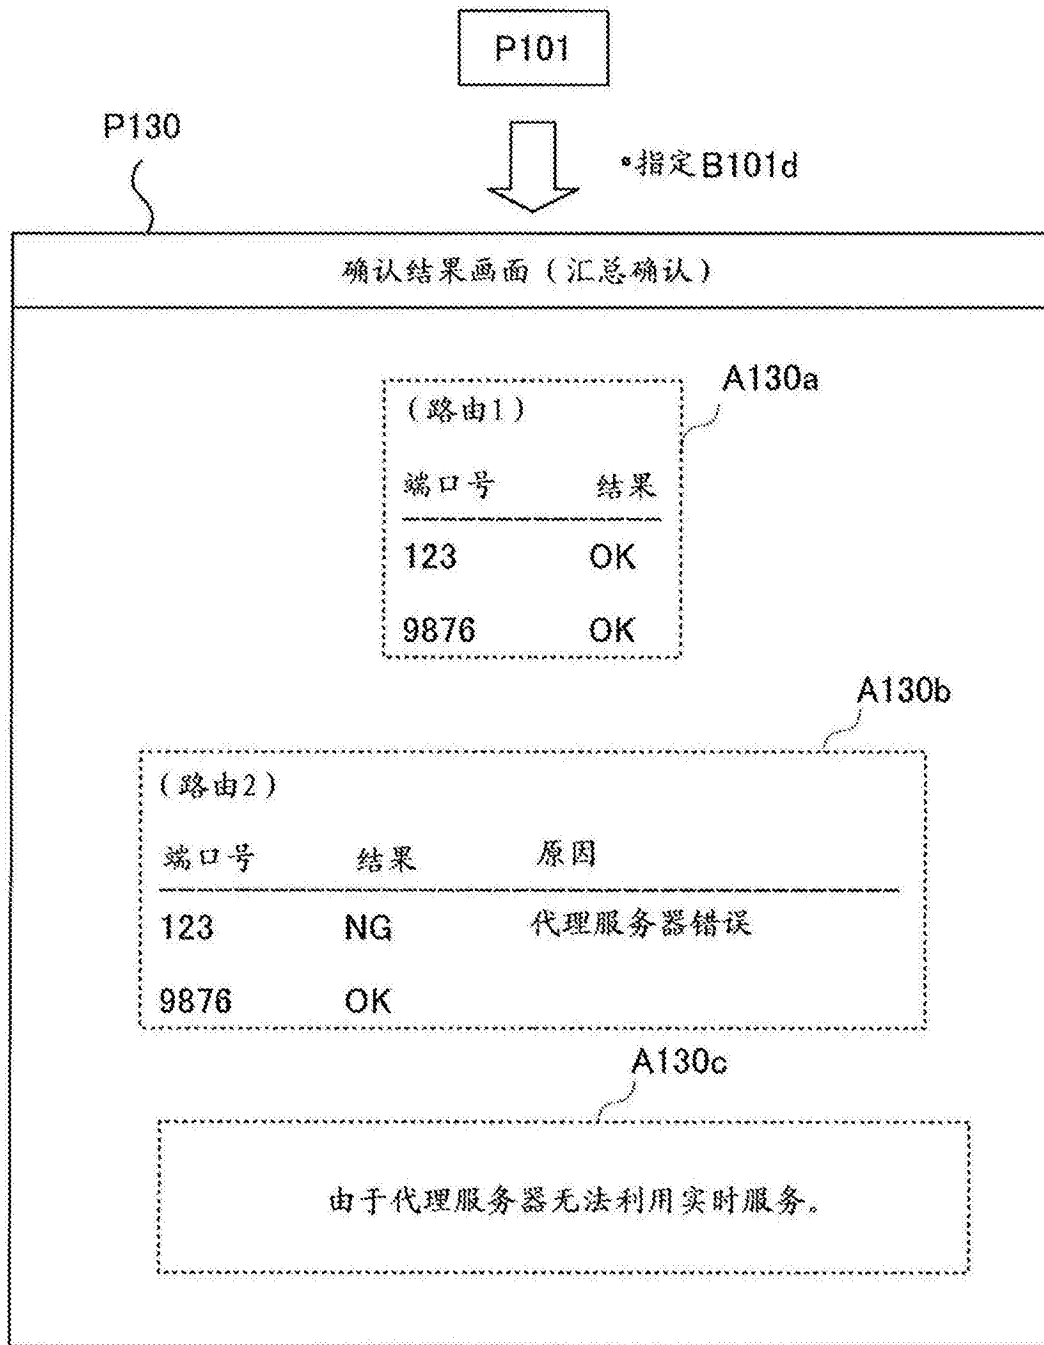 P101
P130
•指定B101d
确认结果画面（汇总确认）
A130a
（路由1）
端口号 结果
123 OK
9876 OK
A130b
（路由2）
端口号 结果 原因
123 NG 代理服务器错误
9876 OK
A130c
由于代理服务器无法利用实时服务。